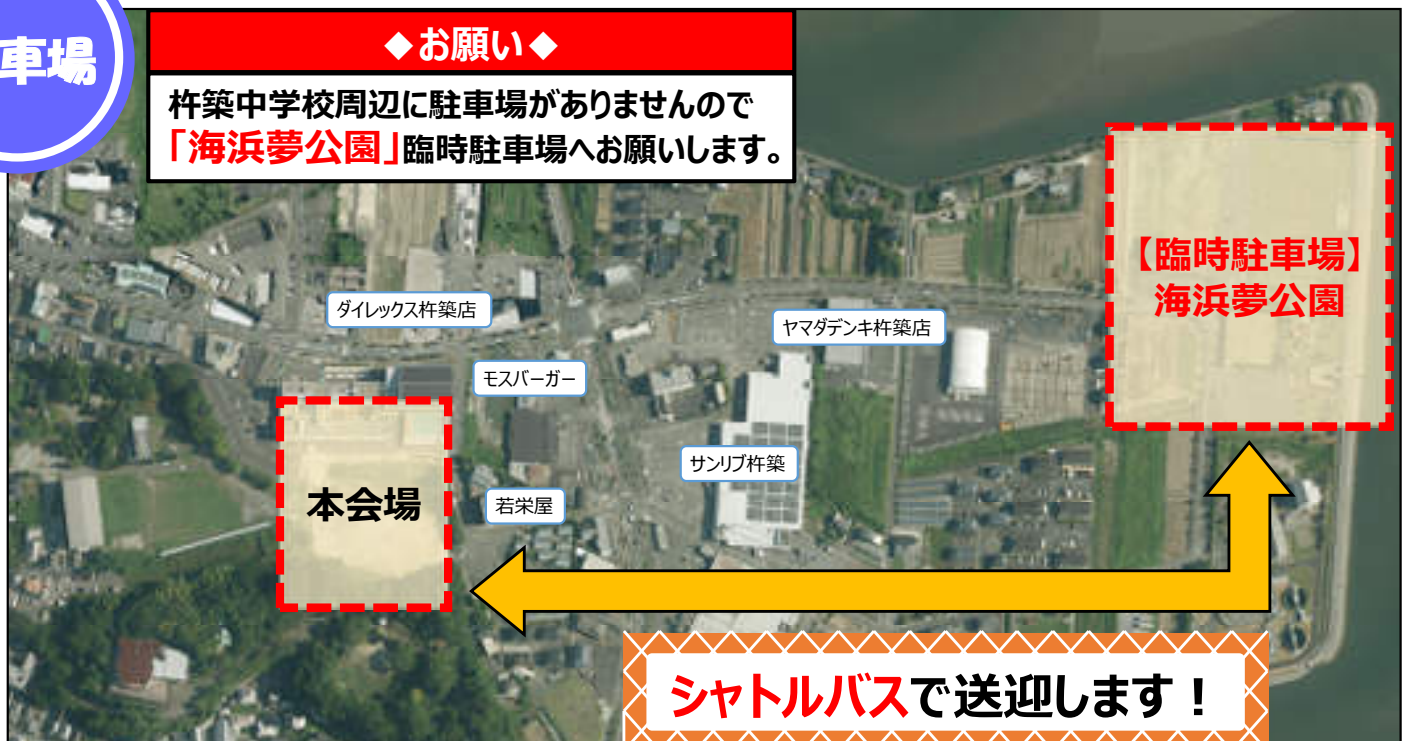 車場
◆お願い◆
杵築中学校周辺に駐車場がありませんので
「海浜夢公園」臨時駐車場へお願いします。
【臨時駐車場】
海浜夢公園
ダイレックス杵築店
ヤマダデンキ杵築店
モスバーガー
サンリブ杵築
本会場
若栄屋
シャトルバスで送迎します！